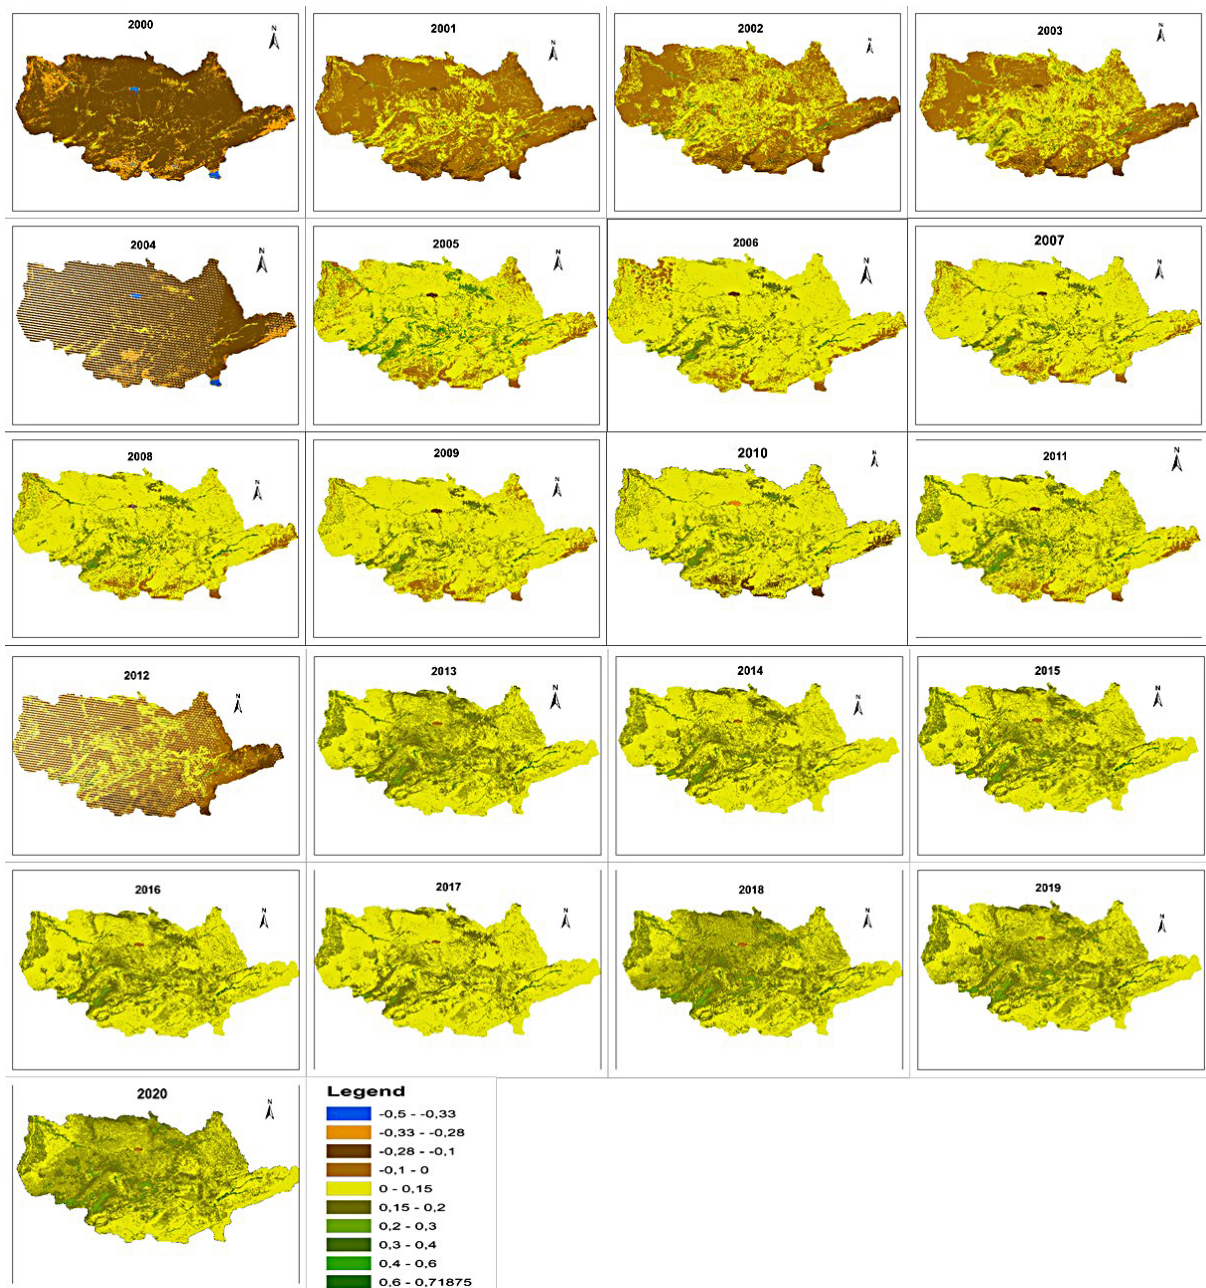 2000
N
2001
N
2002
N
2003
N
2004
N
2005
N
2006
N
2007
N
2008
N
2009
N
2010
N
2011
N
2012
N
2013
N
2014
N
2015
N
2016
N
2017
N
2018
N
2019
N
2020
N
Legend
-0,5 - -0,33
-0,33 - -0,28
-0,28 - -0,1
-0,1 - 0
0 - 0,15
0,15 - 0,2
0,2 - 0,3
0,3 - 0,4
0,4 - 0,6
0,6 - 0,71875